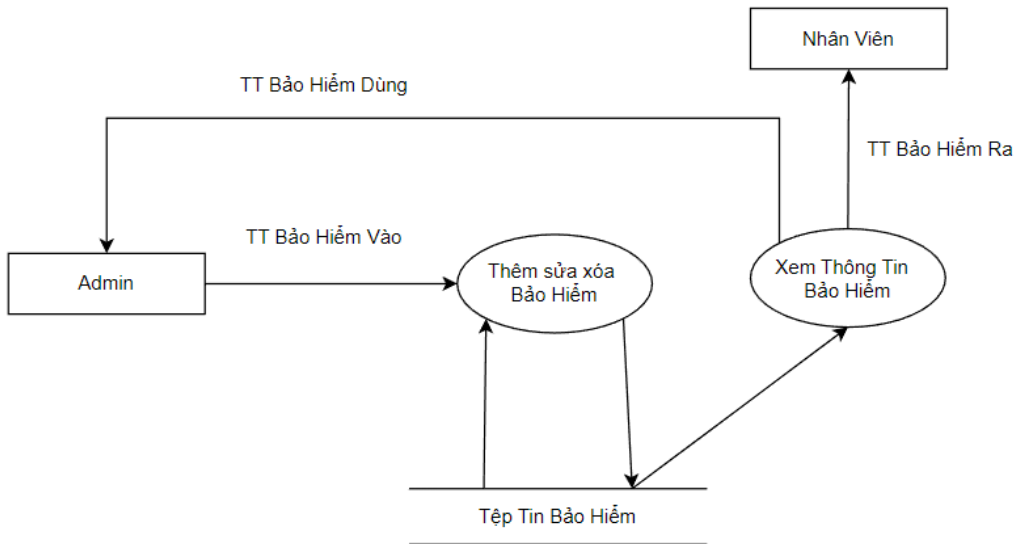 Nhân Viên
TT Bảo Hiểm Dùng
TT Bảo Hiểm Ra
TT Bảo Hiểm Vào
Admin
Thêm sửa xóa
Bảo Hiểm
Xem Thông Tin
Bảo Hiểm
Tệp Tin Bảo Hiểm